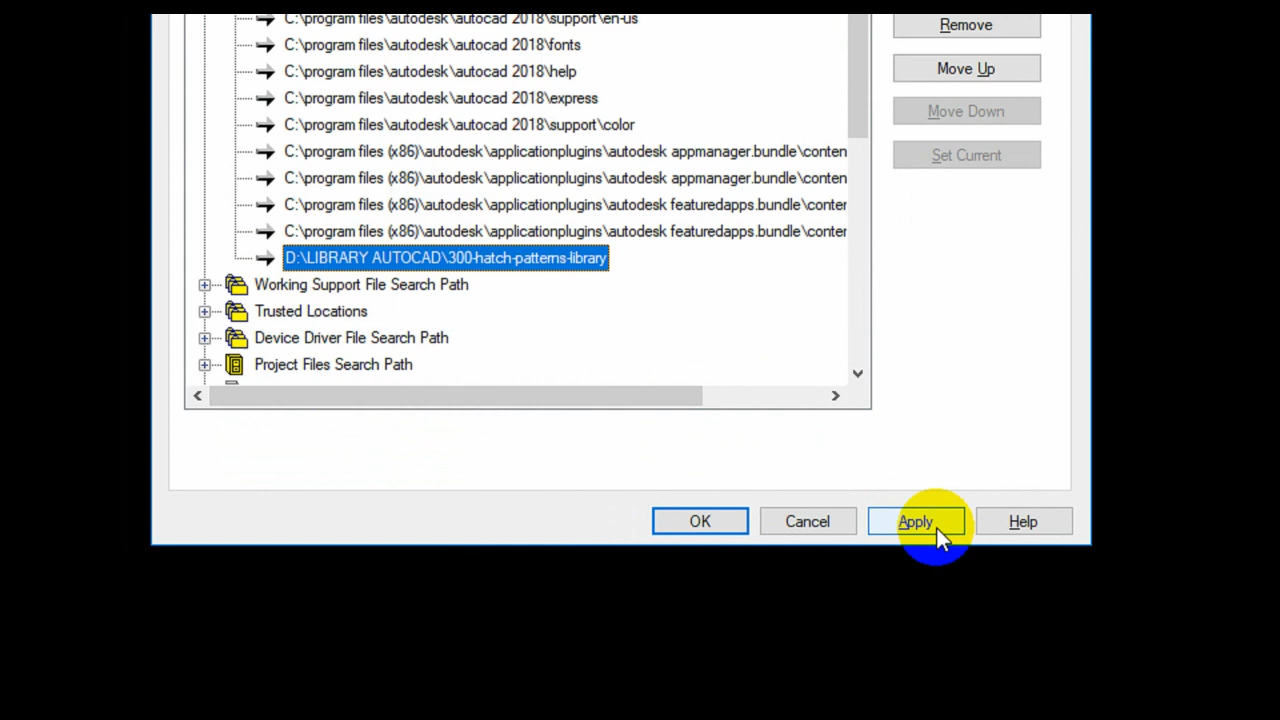 C:\program files\autodesk\autocad 2018\support\en-us
Remove
C:\program files\autodesk\autocad 2018\fonts
C:\program files\autodesk\autocad 2018\help
Move Up
C:\program files\autodesk\autocad 2018\express
Move Down
C:\program files\autodesk\autocad 2018\support\color
C:\program files (x86)\autodesk\applicationplugins\autodesk appmanager.bundle\conten
Set Current
C:\program files (x86)\autodesk\applicationplugins\autodesk appmanager.bundle\conten
C:\program files (x86)\autodesk\applicationplugins\autodesk featuredapps.bundle\conter
C:\program files (x86)\autodesk\applicationplugins\autodesk featuredapps.bundle\conter
D:\LIBRARY AUTOCAD\300-hatch-patterns-library
Working Support File Search Path
Trusted Locations
Device Driver File Search Path
Project Files Search Path
OK
Cancel
Apply
Help